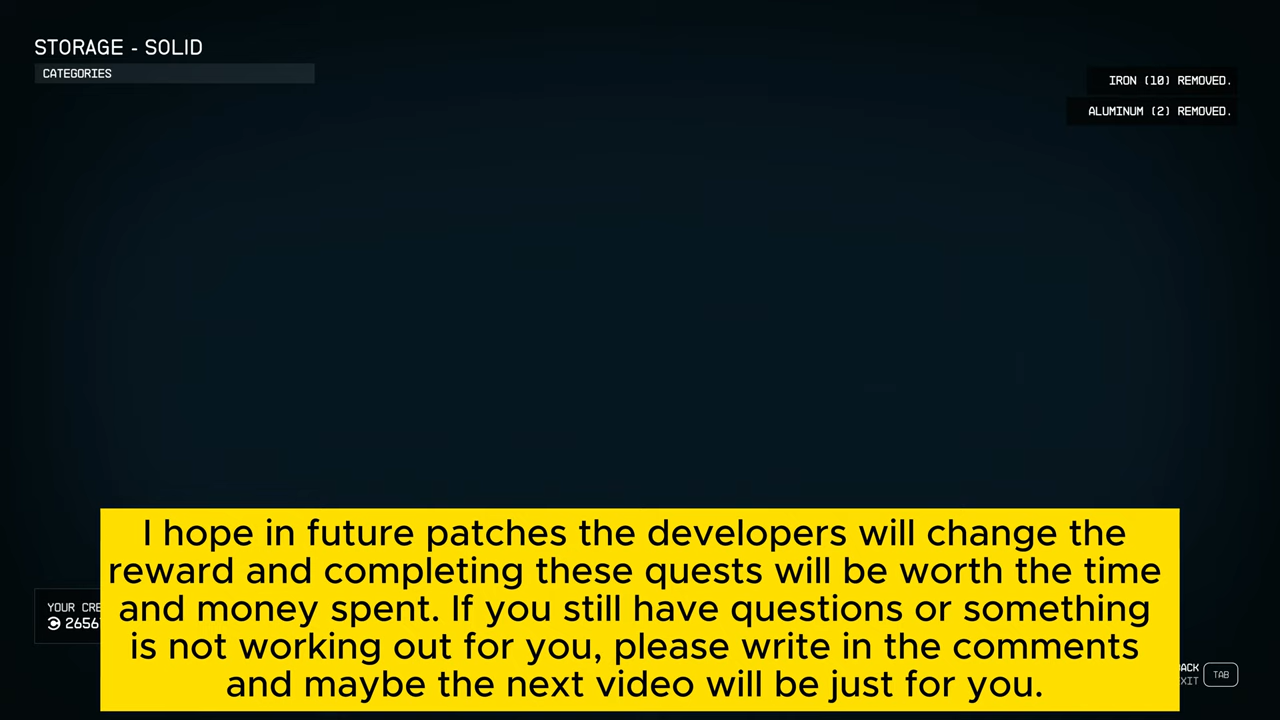 STORAGE - SOLID
CATEGORIES
IRON (10) REMOVED.
ALUMINUM (2) REMOVED.
I hope in future patches the developers will change the
reward and completing these quests will be worth the time
and money spent. If you still have questions or something
is not working out for you, please write in the comments
and maybe the next video will be just for you.
YOUR
TAB